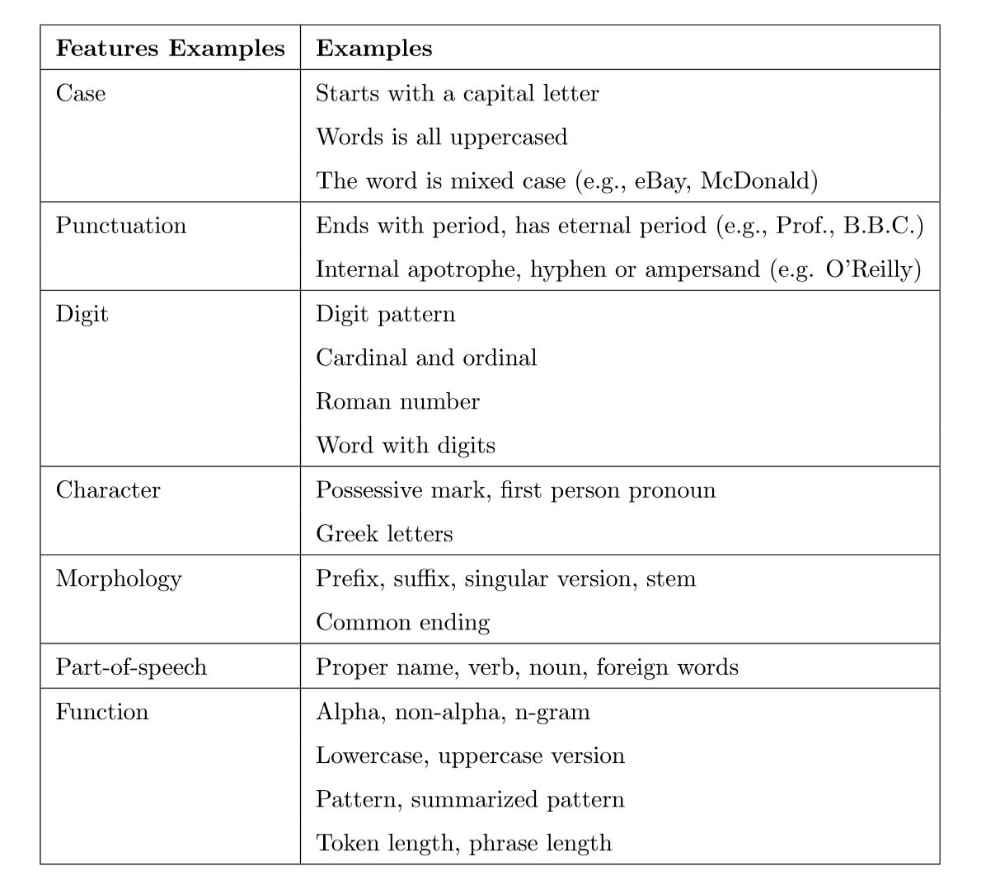 Features Examples Examples
Case Starts with a capital letter
Words is all uppercased
The word is mixed case (e.g., eBay, McDonald)
Punctuation Ends with period, has eternal period (e.g., Prof., B.B.C.)
Internal apotrophe, hyphen or ampersand (e.g. O'Reilly)
Digit Digit pattern
Cardinal and ordinal
Roman number
Word with digits
Character Possessive mark, first person pronoun
Greek letters
Morphology Prefix, suffix, singular version, stem
Common ending
Part-of-speech Proper name, verb, noun, foreign words
Function Alpha, non-alpha, n-gram
Lowercase, uppercase version
Pattern, summarized pattern
Token length, phrase length